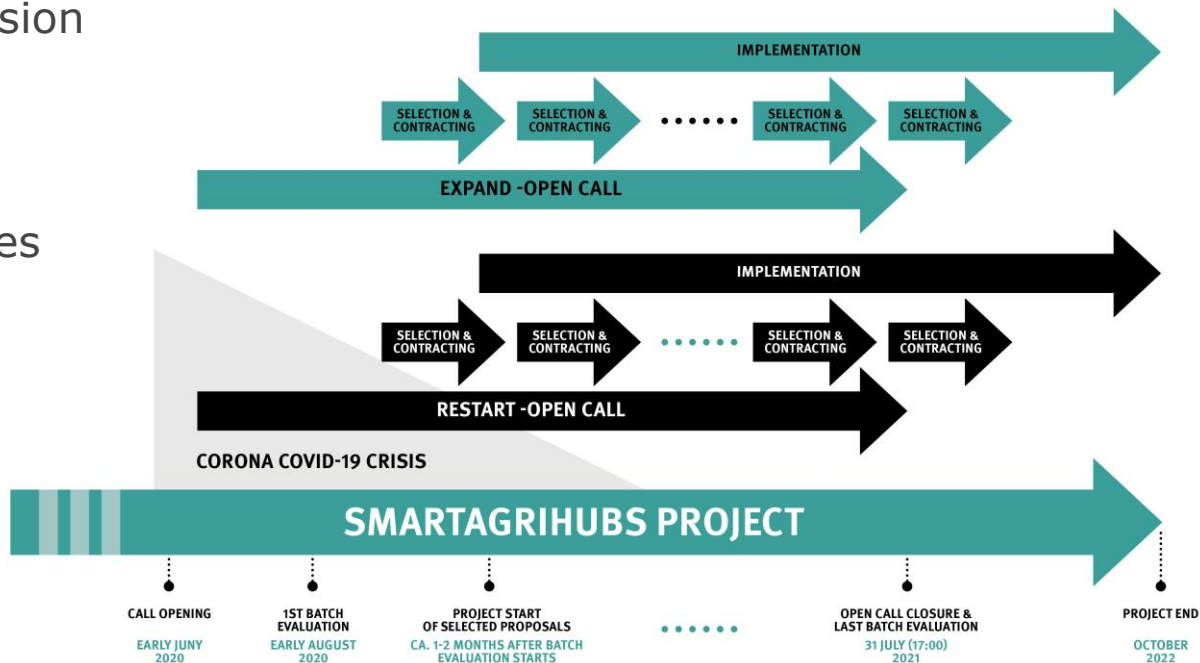 sion
IMPLEMENTATION
SELECTION &
CONTRACTING
SELECTION &
CONTRACTING
SELECTION &
CONTRACTING
SELECTION &
CONTRACTING
EXPAND -OPEN CALL
es
IMPLEMENTATION
SELECTION &
CONTRACTING
SELECTION &
CONTRACTING
SELECTION &
CONTRACTING
SELECTION &
CONTRACTING
RESTART -OPEN CALL
CORONA COVID-19 CRISIS
SMARTAGRIHUBS PROJECT
CALL OPENING
EARLY JUNY
2020
1ST BATCH
EVALUATION
EARLY AUGUST
2020
PROJECT START
OF SELECTED PROPOSALS
CA. 1-2 MONTHS AFTER BATCH
EVALUATION STARTS
OPEN CALL CLOSURE &
LAST BATCH EVALUATION
31 JULY (17:00)
2021
PROJECT END
OCTOBER
2022